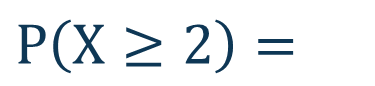 P(X ≥ 2) =